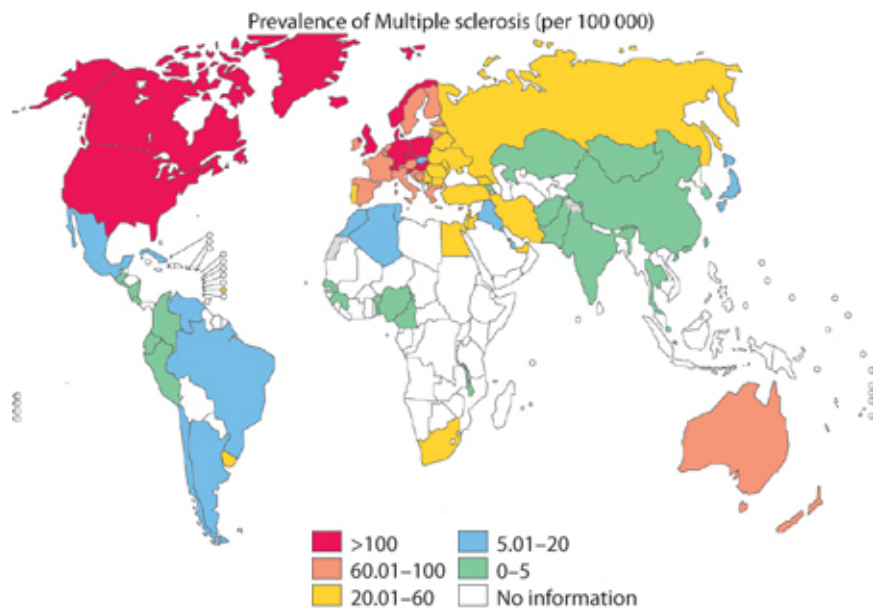 Prevalence of Multiple sclerosis (per 100 000)
>100
60.01–100
20.01–60
5.01–20
0–5
No information